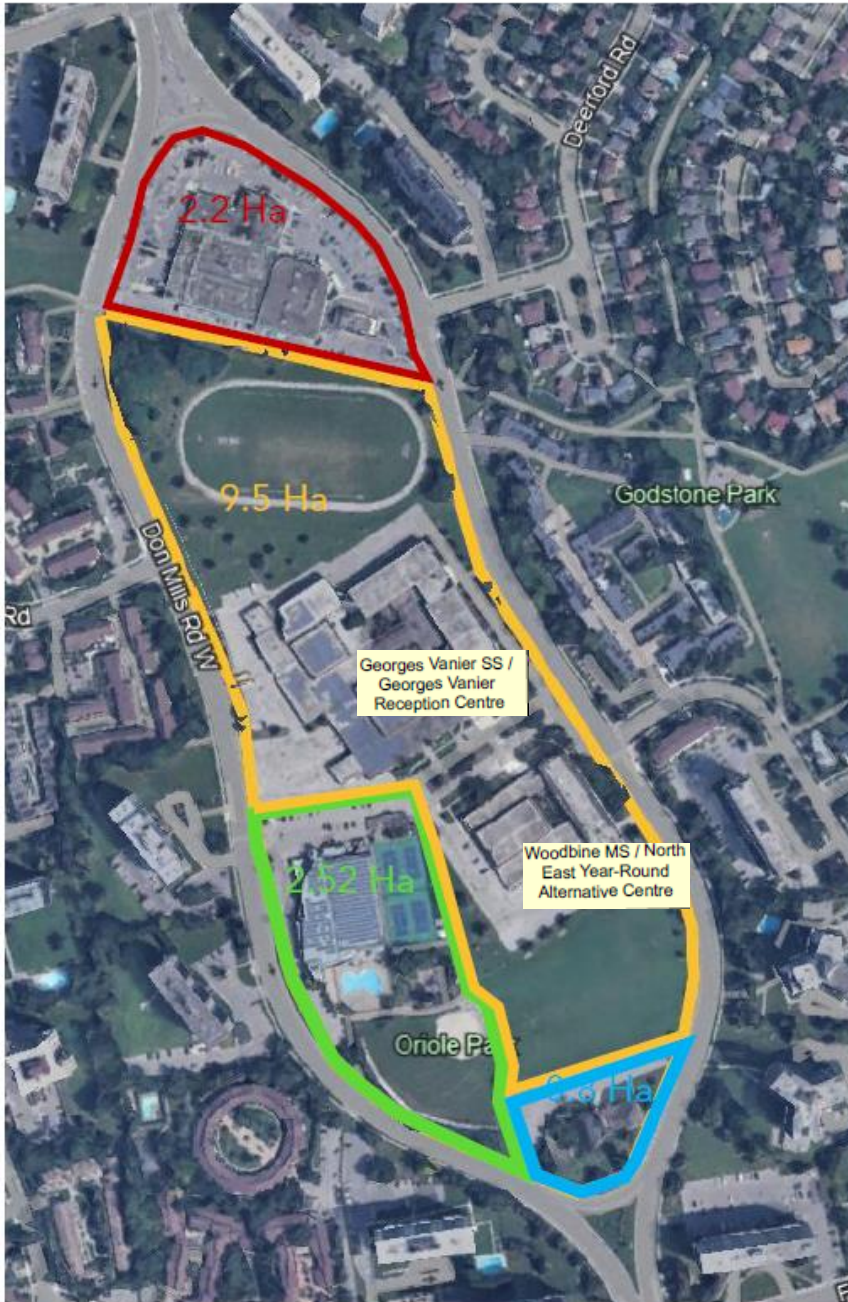 Deerford Rd
2.2 Ha
Godstone Park
9.5 Ha
Don Mills Rd W
Rd
Georges Vanier SS /
Georges Vanier
Reception Centre
Woodbine MS / North
East Year-Round
Alternative Centre
2.52 Ha
Oriole
Ha